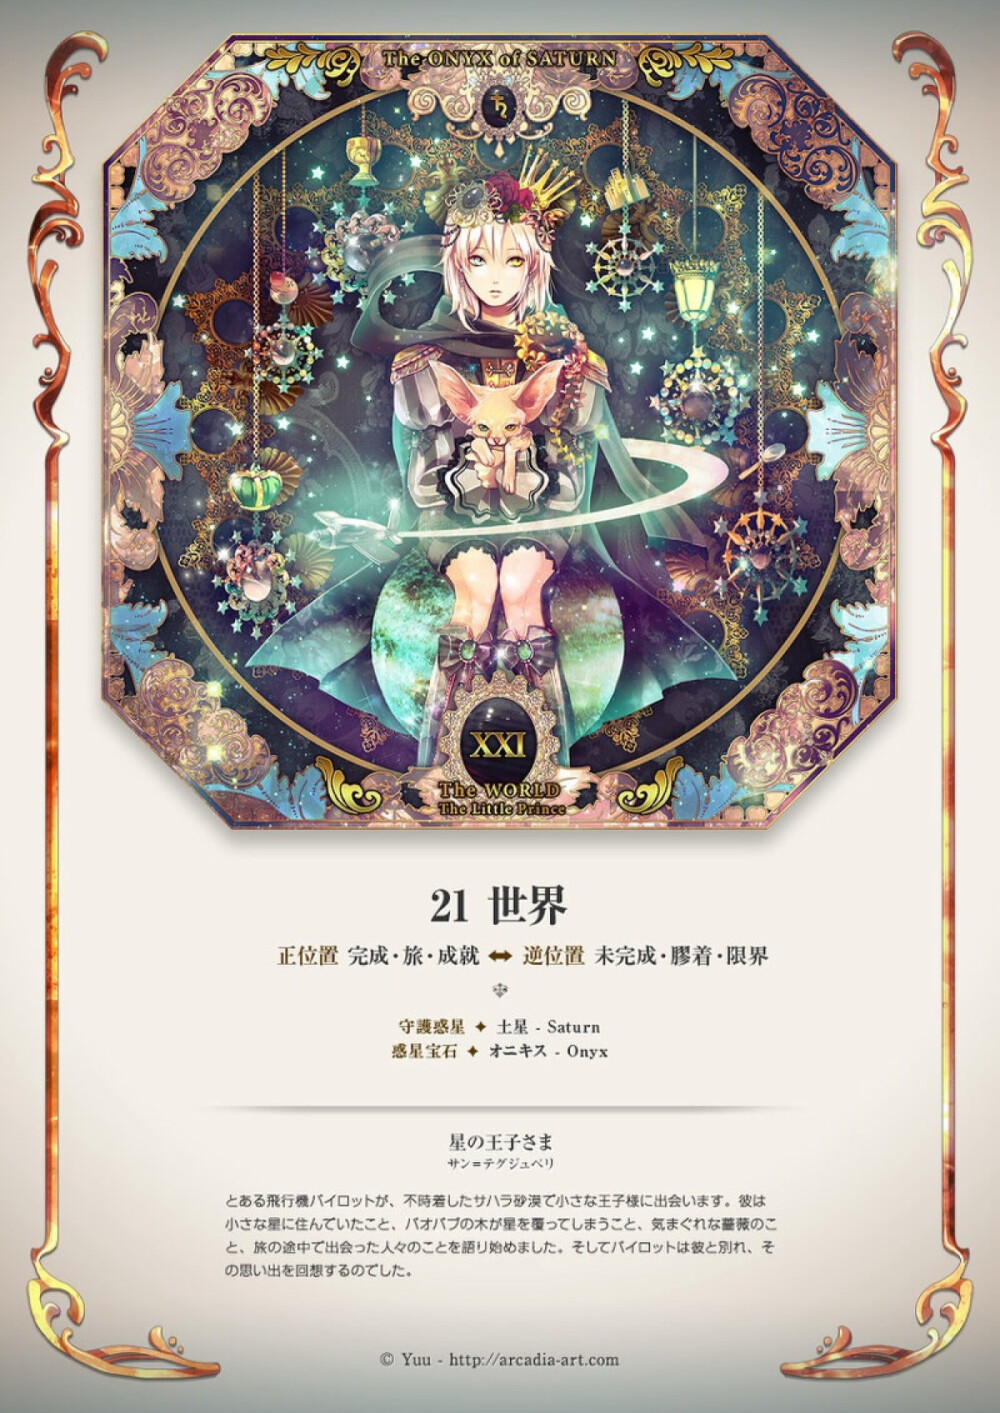 The ONYX of SATURN
♄
XXI
The WORLD
The Little Prince
21 世界
正位置 完成・旅・成就 ⬌ 逆位置 未完成・膠着・限界
守護惑星 ✦ 土星 - Saturn
惑星宝石 ✦ オニキス - Onyx
星の王子さま
サン=テグジュペリ
とある飛行機パイロットが、不時着したサハラ砂漠で小さな王子様に出会います。彼は
小さな星に住んでいたこと、バオバブの木が星を覆ってしまうこと、気まぐれな薔薇のこ
と、旅の途中で出会った人々のことを語り始めました。そしてパイロットは彼と別れ、そ
の思い出を回想するのでした。
© Yuu - http://arcadia-art.com